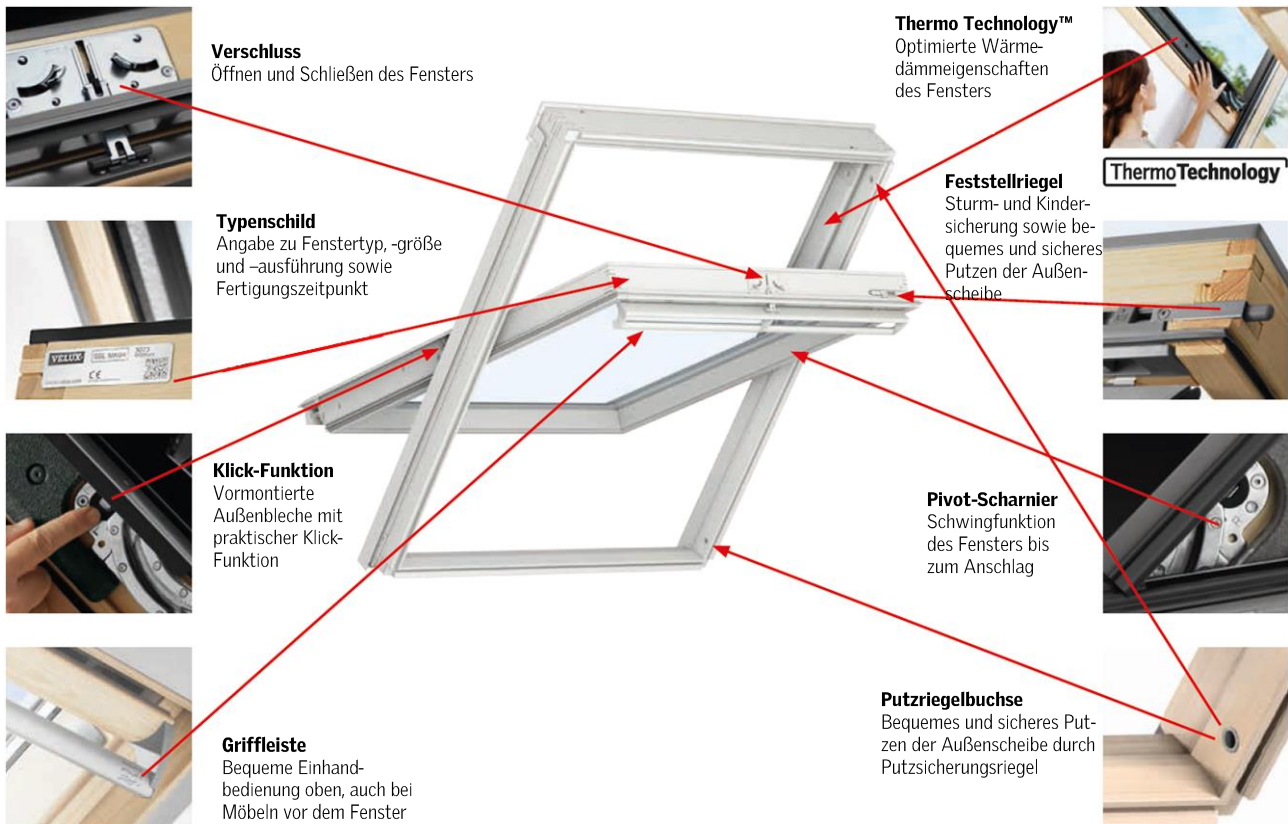 Verschluss
Öffnen und Schließen des Fensters
Typenschild
Angabe zu Fenstertyp, -größe
und –ausführung sowie
Fertigungszeitpunkt
VELUX
Klick-Funktion
Vormontierte
Außenbleche mit
praktischer Klick-
Funktion
Griffleiste
Bequeme Einhand-
bedienung oben, auch bei
Möbeln vor dem Fenster
Thermo Technology™
Optimierte Wärme-
dämmeigenschaften
des Fensters
ThermoTechnology
Feststellriegel
Sturm- und Kinder-
sicherung sowie be-
quemes und sicheres
Putzen der Außen-
scheibe
Pivot-Scharnier
Schwingfunktion
des Fensters bis
zum Anschlag
Putzriegelbuchse
Bequemes und sicheres Put-
zen der Außenscheibe durch
Putzsicherungsriegel